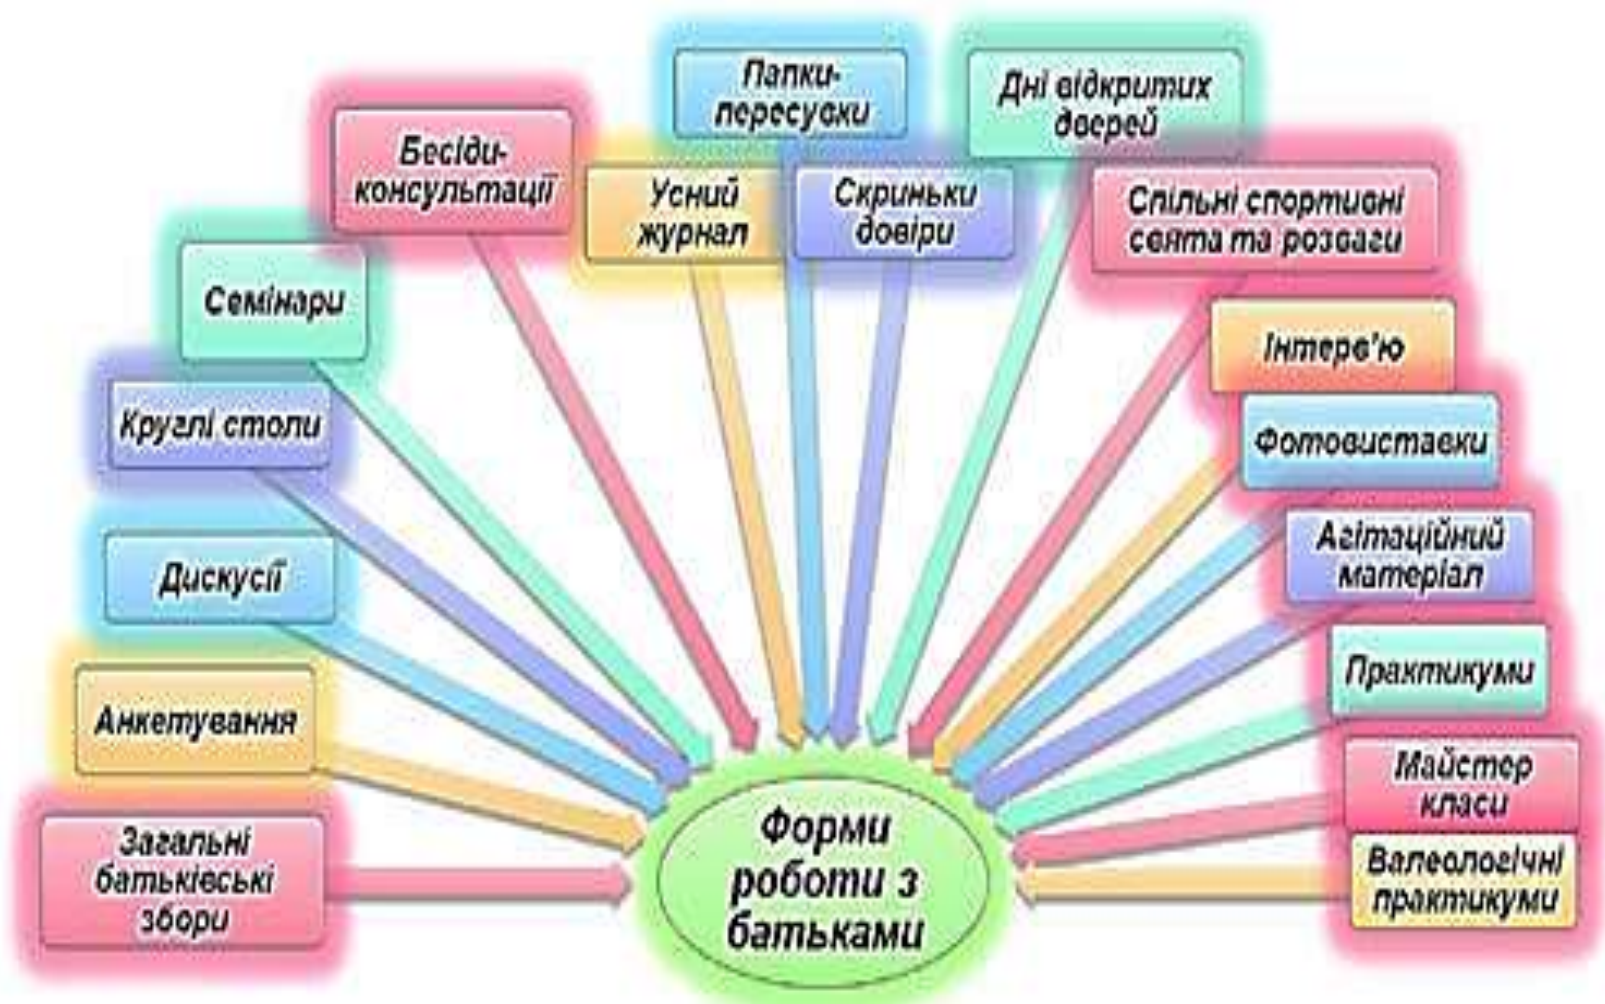 Папки-
пересувки
Дні відкритих
дверей
Бесіди-
консультації
Усний
журнал
Скриньки
довіри
Спільні спортивні
свята та розваги
Семінари
Інтерв'ю
Круглі столи
Фотовиставки
Дискусії
Агітаційний
матеріал
Анкетування
Практикуми
Загальні
батьківські
збори
Майстер
класи
Валеологічні
практикуми
Форми
роботи з
батьками